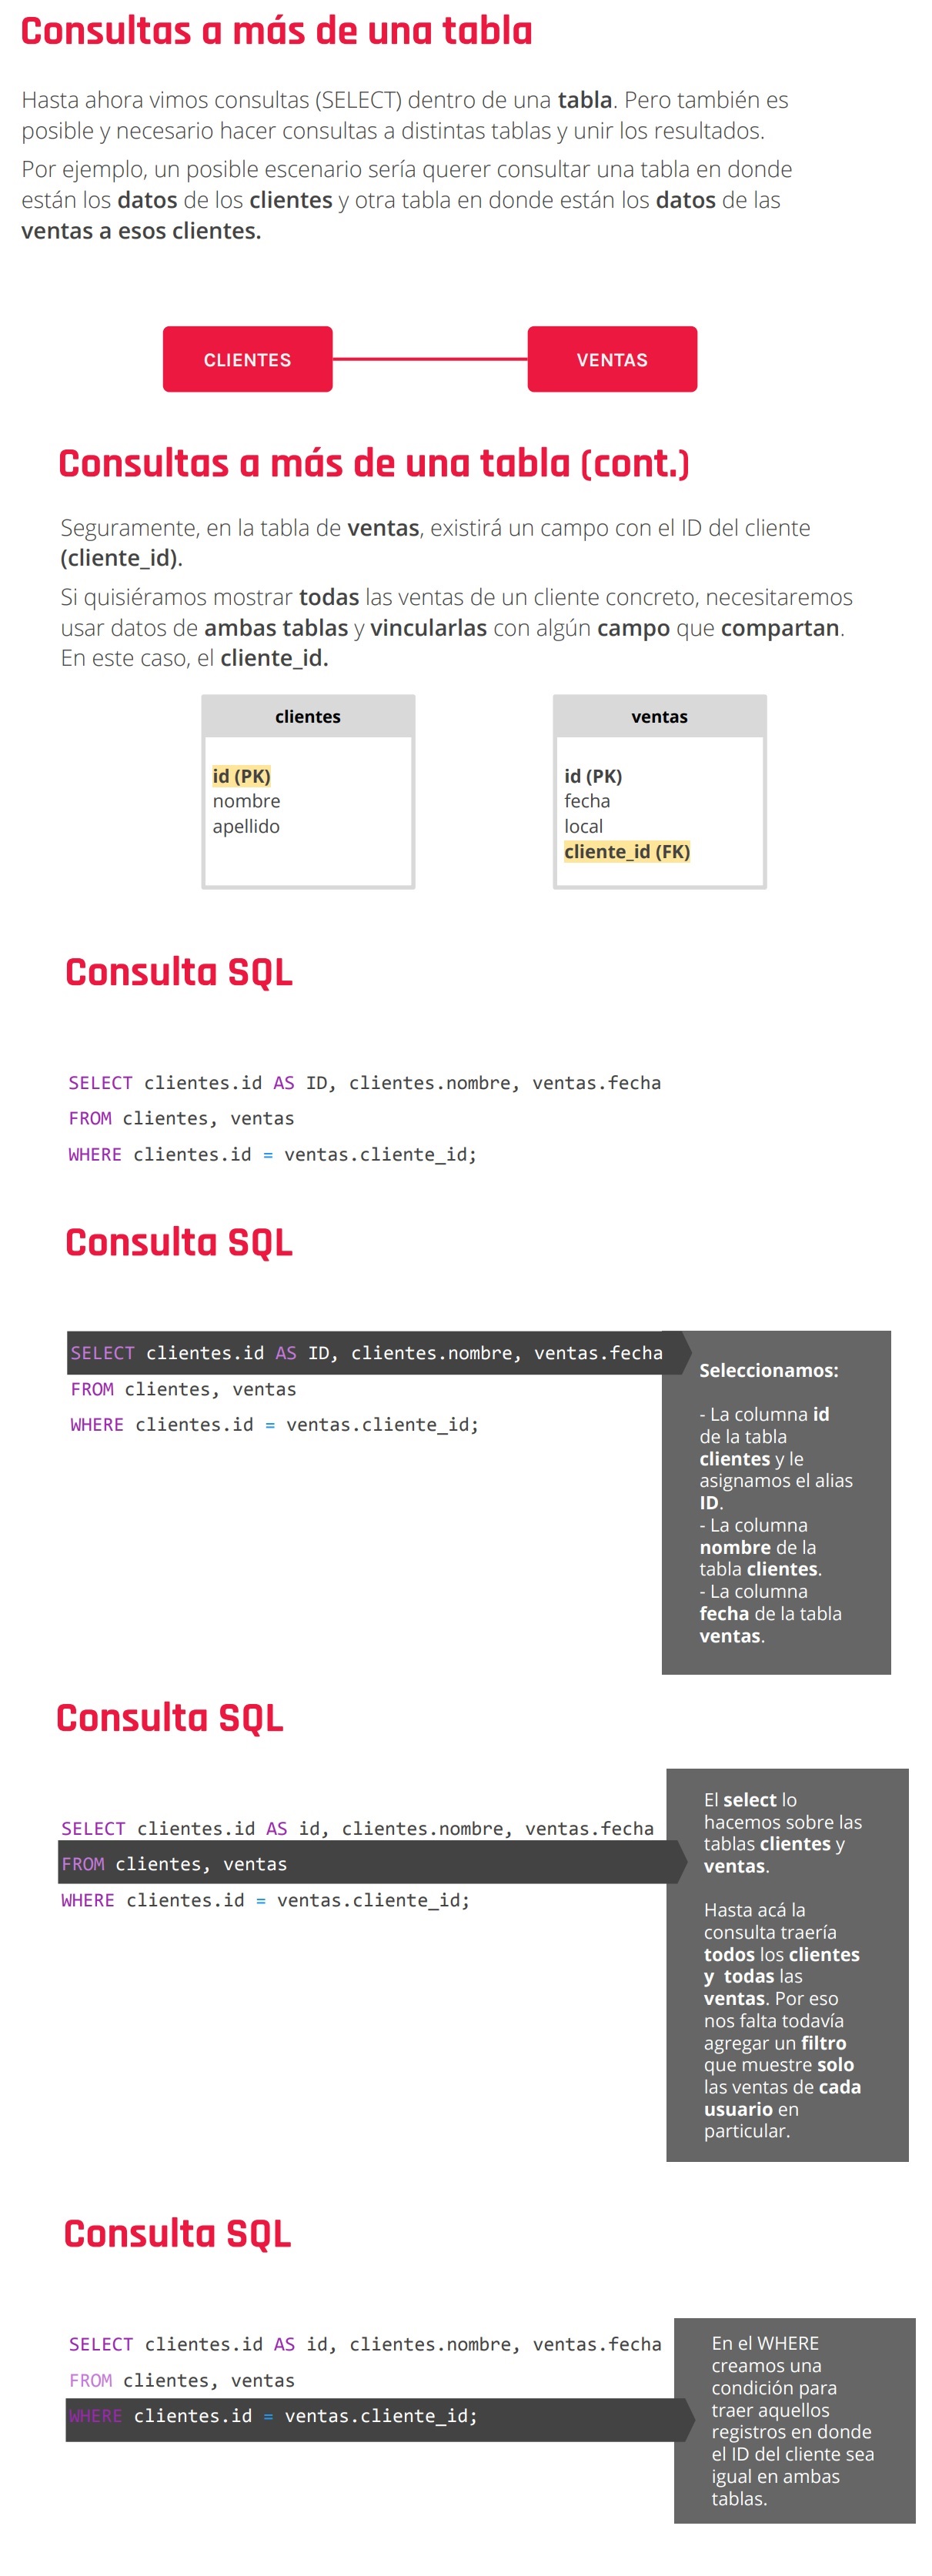 Consultas a más de una tabla
Hasta ahora vimos consultas (SELECT) dentro de una tabla. Pero también es
posible y necesario hacer consultas a distintas tablas y unir los resultados.
Por ejemplo, un posible escenario sería querer consultar una tabla en donde
están los datos de los clientes y otra tabla en donde están los datos de las
ventas a esos clientes.
CLIENTES
VENTAS
Consultas a más de una tabla (cont.)
Seguramente, en la tabla de ventas, existirá un campo con el ID del cliente
(cliente_id).
Si quisiéramos mostrar todas las ventas de un cliente concreto, necesitaremos
usar datos de ambas tablas y vincularlas con algún campo que compartan.
En este caso, el cliente_id.
clientes
id (PK)
nombre
apellido
ventas
id (PK)
fecha
local
cliente_id (FK)
Consulta SQL
SELECT clientes.id AS ID, clientes.nombre, ventas.fecha
FROM clientes, ventas
WHERE clientes.id = ventas.cliente_id;
Consulta SQL
SELECT clientes.id AS ID, clientes.nombre, ventas.fecha
FROM clientes, ventas
WHERE clientes.id = ventas.cliente_id;
Seleccionamos:
- La columna id
de la tabla
clientes y le
asignamos el alias
ID.
- La columna
nombre de la
tabla clientes.
- La columna
fecha de la tabla
ventas.
Consulta SQL
SELECT clientes.id AS id, clientes.nombre, ventas.fecha
FROM clientes, ventas
WHERE clientes.id = ventas.cliente_id;
El select lo
hacemos sobre las
tablas clientes y
ventas.
Hasta acá la
consulta traería
todos los clientes
y todas las
ventas. Por eso
nos falta todavía
agregar un filtro
que muestre solo
las ventas de cada
usuario en
particular.
Consulta SQL
SELECT clientes.id AS id, clientes.nombre, ventas.fecha
FROM clientes, ventas
WHERE clientes.id = ventas.cliente_id;
En el WHERE
creamos una
condición para
traer aquellos
registros en donde
el ID del cliente sea
igual en ambas
tablas.